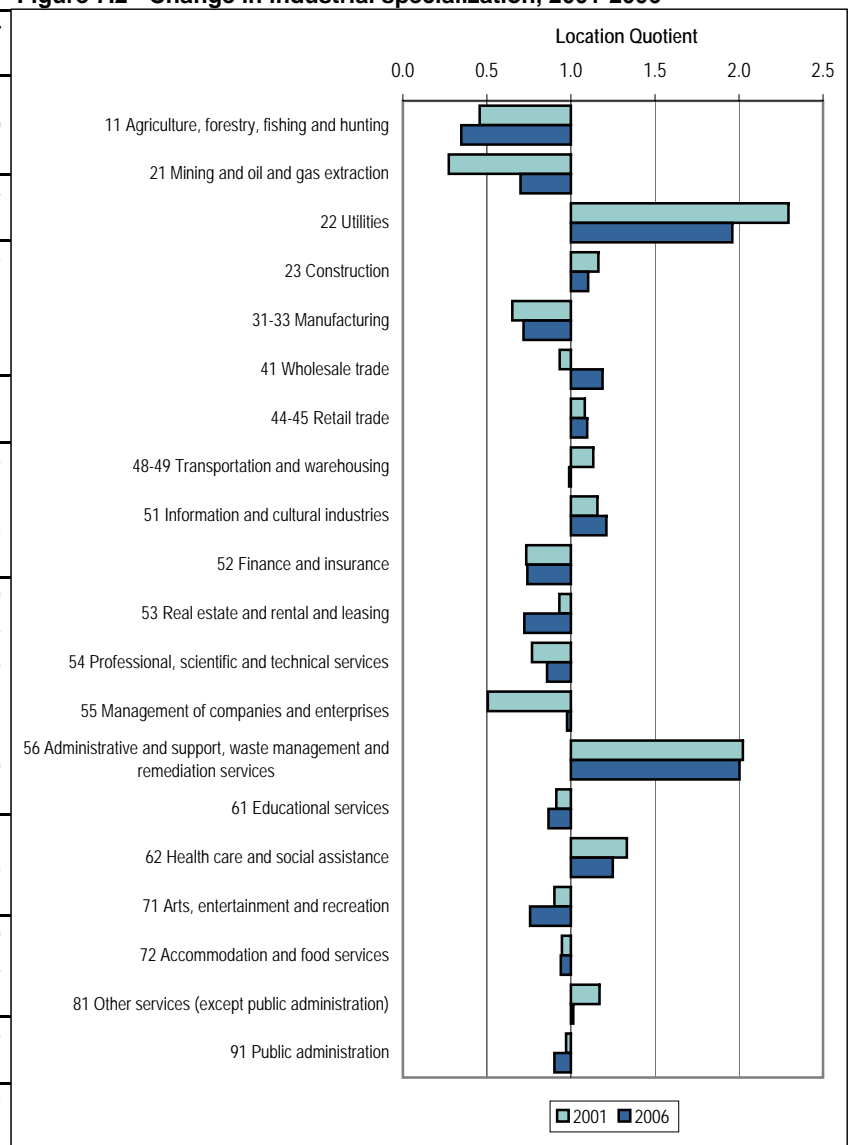 Location Quotient
0.0 0.5 1.0 1.5 2.0 2.5
11 Agriculture, forestry, fishing and hunting
21 Mining and oil and gas extraction
22 Utilities
23 Construction
31-33 Manufacturing
41 Wholesale trade
44-45 Retail trade
48-49 Transportation and warehousing
51 Information and cultural industries
52 Finance and insurance
53 Real estate and rental and leasing
54 Professional, scientific and technical services
55 Management of companies and enterprises
56 Administrative and support, waste management and
remediation services
61 Educational services
62 Health care and social assistance
71 Arts, entertainment and recreation
72 Accommodation and food services
81 Other services (except public administration)
91 Public administration
2001 2006